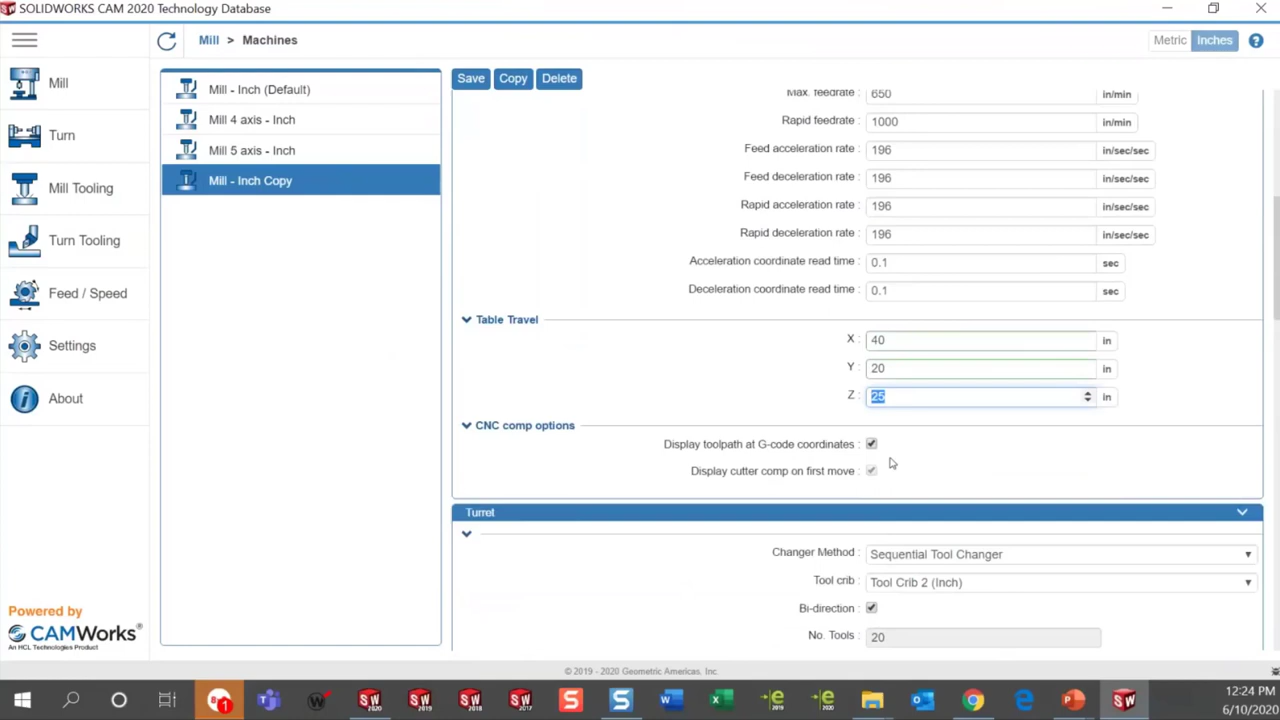 SOLIDWORKS CAM 2020 Technology Database
Mill > Machines
Metric Inches ?
Mill
Turn
Mill Tooling
Turn Tooling
Feed / Speed
Settings
About
Powered by
CAMWorks®
An HCL Technologies Product
Mill - Inch (Default)
Mill 4 axis - Inch
Mill 5 axis - Inch
Mill - Inch Copy
Save Copy Delete
Max. feedrate : 650 in/min
Rapid feedrate : 1000 in/min
Feed acceleration rate : 196 in/sec/sec
Feed deceleration rate : 196 in/sec/sec
Rapid acceleration rate : 196 in/sec/sec
Rapid deceleration rate : 196 in/sec/sec
Acceleration coordinate read time : 0.1 sec
Deceleration coordinate read time : 0.1 sec
Table Travel
X : 40 in
Y : 20 in
Z : 25 in
CNC comp options
Display toolpath at G-code coordinates :
Display cutter comp on first move :
Turret
Changer Method : Sequential Tool Changer
Tool crib : Tool Crib 2 (Inch)
Bi-direction :
No. Tools : 20
© 2019 - 2020 Geometric Americas, Inc.
12:24 PM
6/10/2020